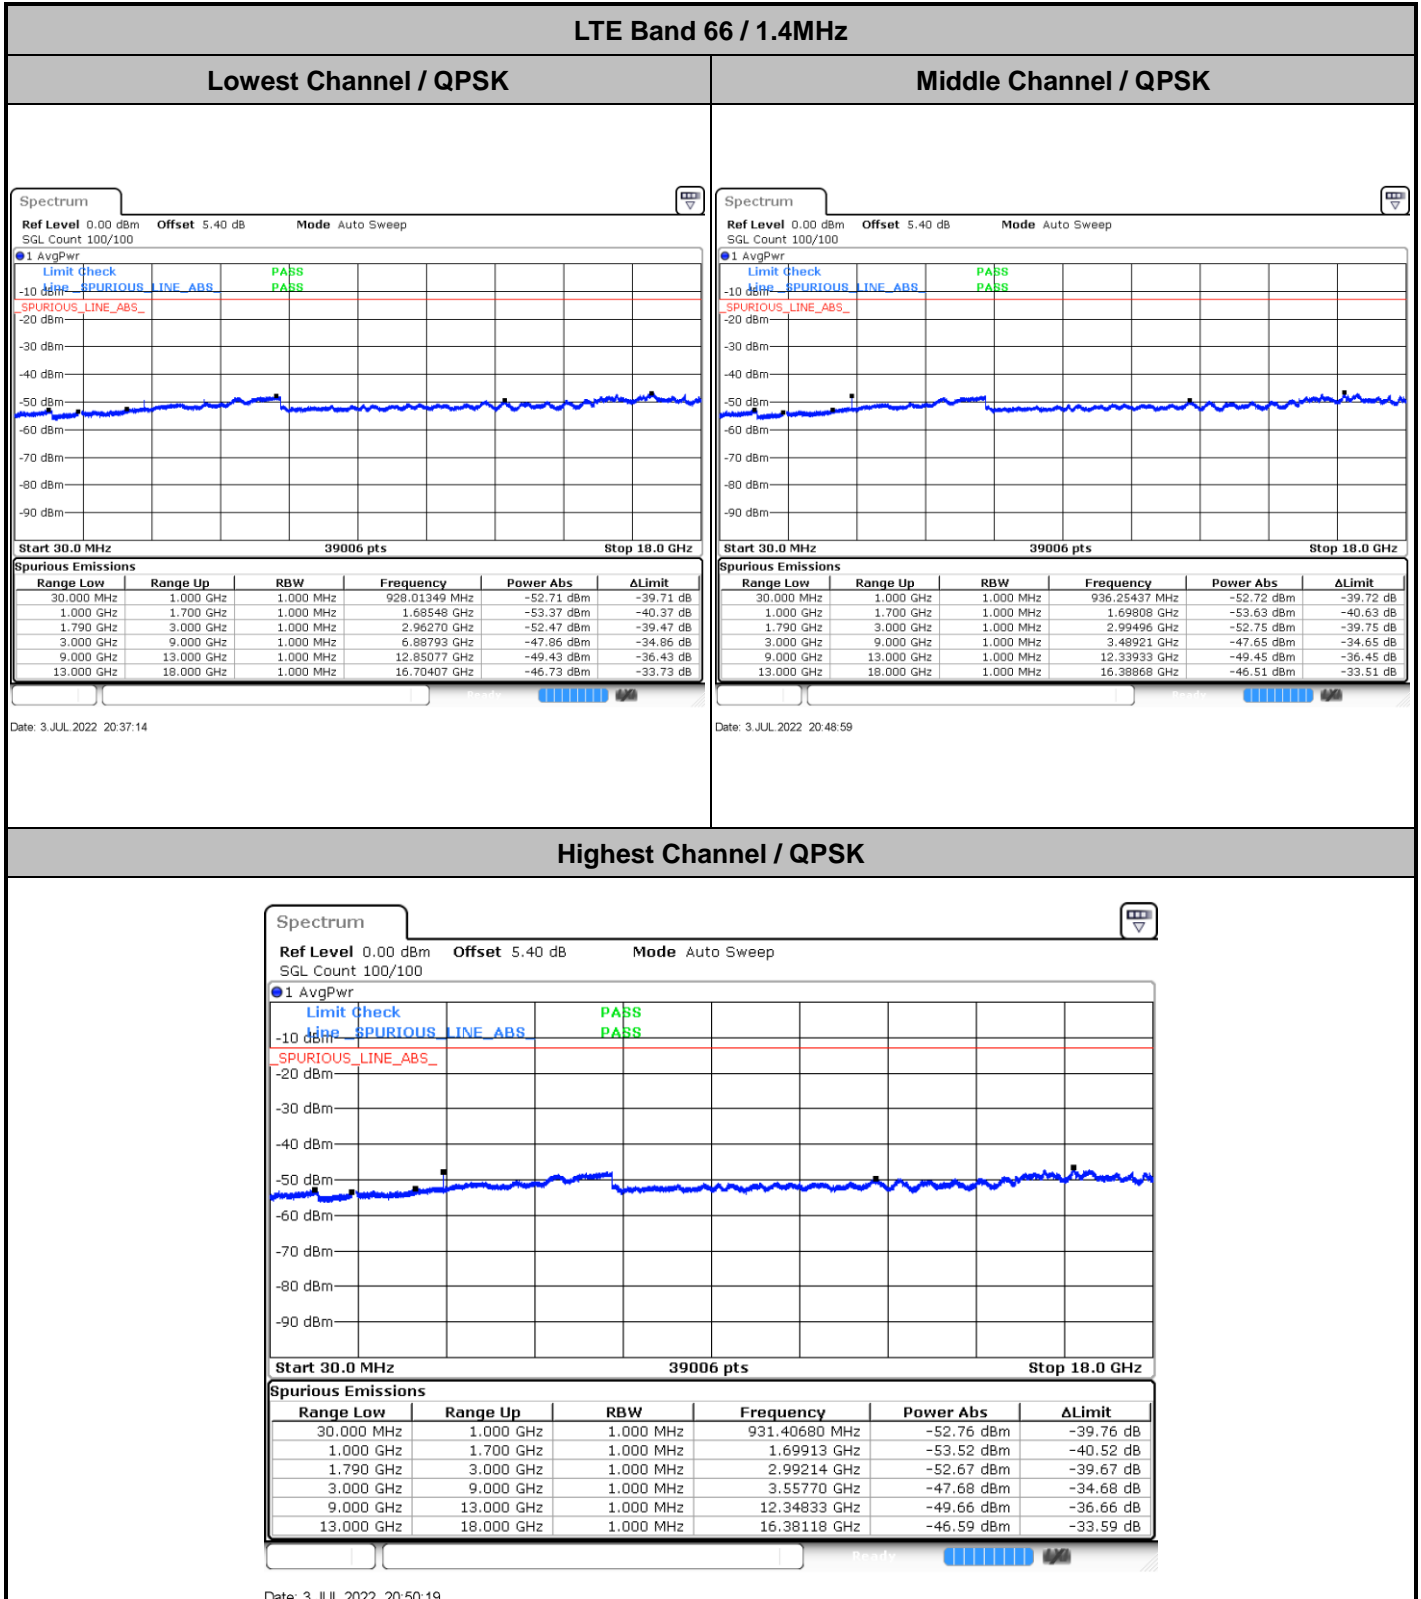 LTE Band 66 / 1.4MHz
Lowest Channel / QPSK
Middle Channel / QPSK
Spectrum
Ref Level 0.00 dBm Offset 5.40 dB Mode Auto Sweep
SGL Count 100/100
1 AvgPwr
Limit Check PASS
Line _SPURIOUS_LINE_ABS_ PASS
-10 dBm
_SPURIOUS_LINE_ABS_
-20 dBm
-30 dBm
-40 dBm
-50 dBm
-60 dBm
-70 dBm
-80 dBm
-90 dBm
Start 30.0 MHz 39006 pts Stop 18.0 GHz
Spurious Emissions
Range Low Range Up RBW Frequency Power Abs ΔLimit
30.000 MHz 1.000 GHz 1.000 MHz 928.01349 MHz -52.71 dBm -39.71 dB
1.000 GHz 1.700 GHz 1.000 MHz 1.68548 GHz -53.37 dBm -40.37 dB
1.790 GHz 3.000 GHz 1.000 MHz 2.96270 GHz -52.47 dBm -39.47 dB
3.000 GHz 9.000 GHz 1.000 MHz 6.88793 GHz -47.86 dBm -34.86 dB
9.000 GHz 13.000 GHz 1.000 MHz 12.85077 GHz -49.43 dBm -36.43 dB
13.000 GHz 18.000 GHz 1.000 MHz 16.70407 GHz -46.73 dBm -33.73 dB
Ready
Date: 3.JUL.2022 20:37:14
Spectrum
Ref Level 0.00 dBm Offset 5.40 dB Mode Auto Sweep
SGL Count 100/100
1 AvgPwr
Limit Check PASS
Line _SPURIOUS_LINE_ABS_ PASS
-10 dBm
_SPURIOUS_LINE_ABS_
-20 dBm
-30 dBm
-40 dBm
-50 dBm
-60 dBm
-70 dBm
-80 dBm
-90 dBm
Start 30.0 MHz 39006 pts Stop 18.0 GHz
Spurious Emissions
Range Low Range Up RBW Frequency Power Abs ΔLimit
30.000 MHz 1.000 GHz 1.000 MHz 936.25437 MHz -52.72 dBm -39.72 dB
1.000 GHz 1.700 GHz 1.000 MHz 1.69808 GHz -53.63 dBm -40.63 dB
1.790 GHz 3.000 GHz 1.000 MHz 2.99496 GHz -52.75 dBm -39.75 dB
3.000 GHz 9.000 GHz 1.000 MHz 3.48921 GHz -47.65 dBm -34.65 dB
9.000 GHz 13.000 GHz 1.000 MHz 12.33933 GHz -49.45 dBm -36.45 dB
13.000 GHz 18.000 GHz 1.000 MHz 16.38868 GHz -46.51 dBm -33.51 dB
Ready
Date: 3.JUL.2022 20:48:59
Highest Channel / QPSK
Spectrum
Ref Level 0.00 dBm Offset 5.40 dB Mode Auto Sweep
SGL Count 100/100
1 AvgPwr
Limit Check PASS
Line _SPURIOUS_LINE_ABS_ PASS
-10 dBm
_SPURIOUS_LINE_ABS_
-20 dBm
-30 dBm
-40 dBm
-50 dBm
-60 dBm
-70 dBm
-80 dBm
-90 dBm
Start 30.0 MHz 39006 pts Stop 18.0 GHz
Spurious Emissions
Range Low Range Up RBW Frequency Power Abs ΔLimit
30.000 MHz 1.000 GHz 1.000 MHz 931.40680 MHz -52.76 dBm -39.76 dB
1.000 GHz 1.700 GHz 1.000 MHz 1.69913 GHz -53.52 dBm -40.52 dB
1.790 GHz 3.000 GHz 1.000 MHz 2.99214 GHz -52.67 dBm -39.67 dB
3.000 GHz 9.000 GHz 1.000 MHz 3.55770 GHz -47.68 dBm -34.68 dB
9.000 GHz 13.000 GHz 1.000 MHz 12.34833 GHz -49.66 dBm -36.66 dB
13.000 GHz 18.000 GHz 1.000 MHz 16.38118 GHz -46.59 dBm -33.59 dB
Ready
Date: 3.JUL.2022 20:50:19